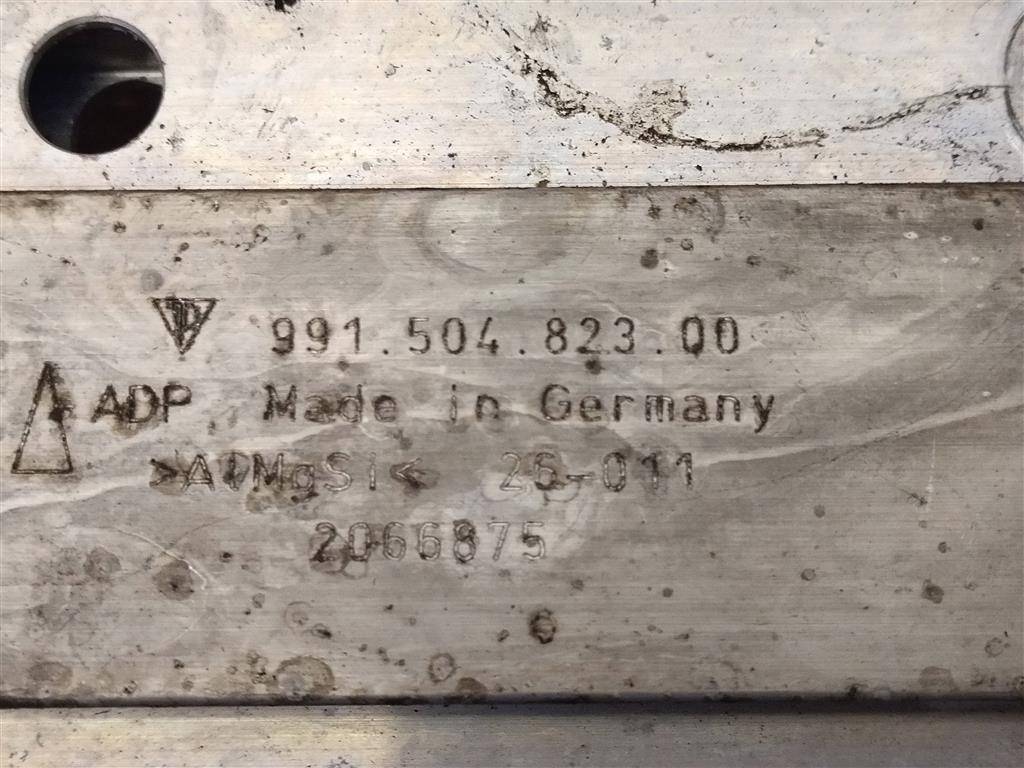 991.504.823.00
ADP Made in Germany
>AlMgSi< 26-011
2066875